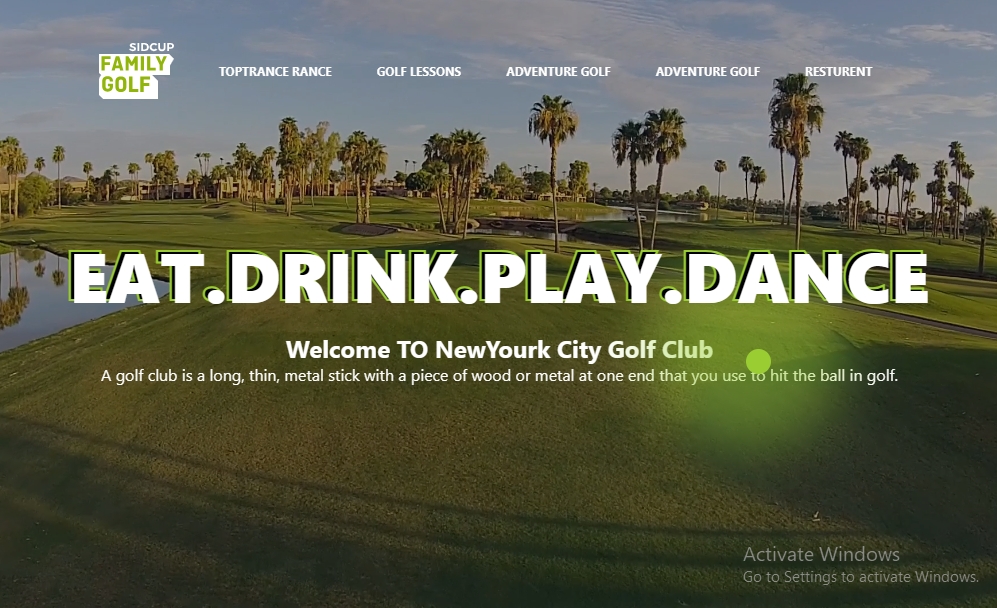 SIDCUP
FAMILY
GOLF
TOPTRANCE RANCE GOLF LESSONS ADVENTURE GOLF ADVENTURE GOLF RESTURENT
EAT.DRINK.PLAY.DANCE
Welcome TO NewYourk City Golf Club
A golf club is a long, thin, metal stick with a piece of wood or metal at one end that you use to hit the ball in golf.
Activate Windows
Go to Settings to activate Windows.